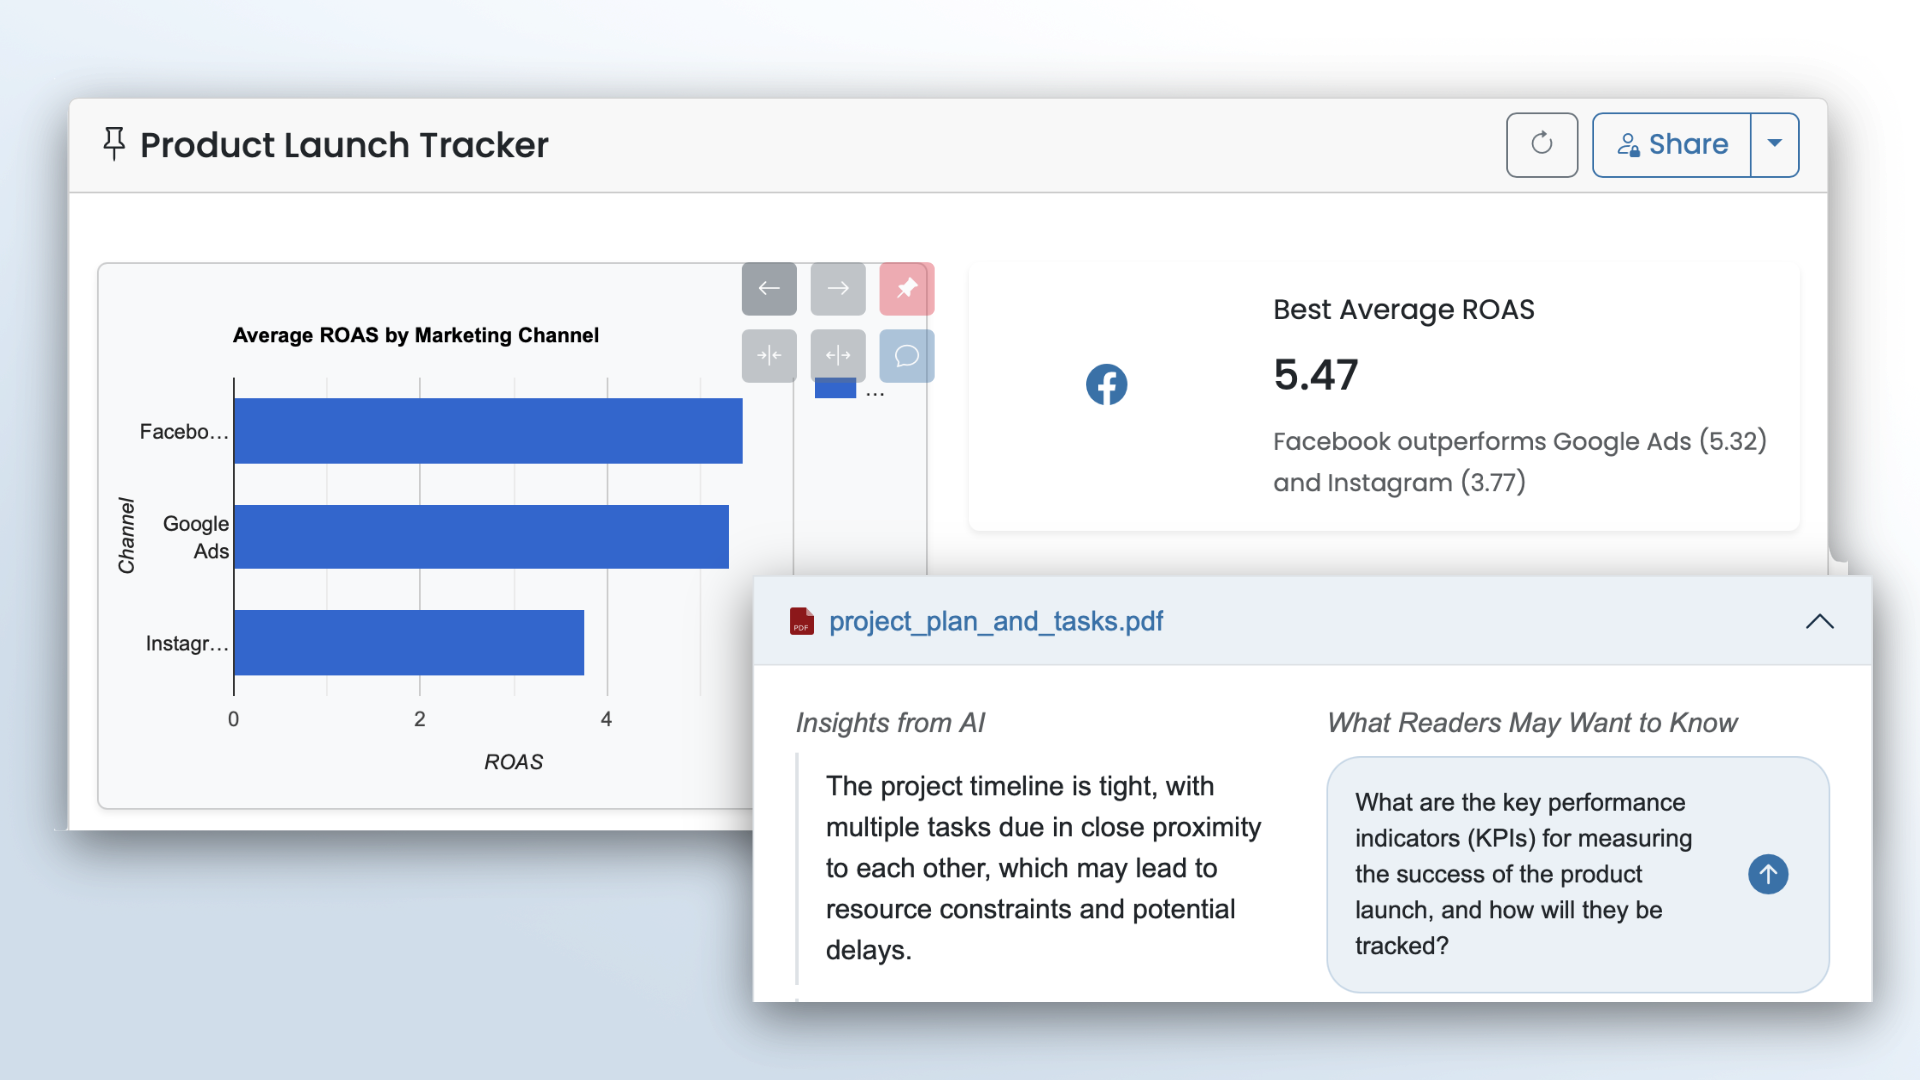 Product Launch Tracker
Share
Average ROAS by Marketing Channel
...
Facebo...
Google
Ads
Instagr...
Channel
0 2 4
ROAS
Best Average ROAS
5.47
Facebook outperforms Google Ads (5.32)
and Instagram (3.77)
PDF
project_plan_and_tasks.pdf
Insights from AI
The project timeline is tight, with
multiple tasks due in close proximity
to each other, which may lead to
resource constraints and potential
delays.
What Readers May Want to Know
What are the key performance
indicators (KPIs) for measuring
the success of the product
launch, and how will they be
tracked?